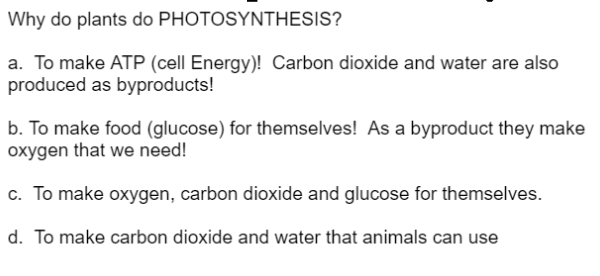 Why do plants do PHOTOSYNTHESIS?
a. To make ATP (cell Energy)! Carbon dioxide and water are also
produced as byproducts!
b. To make food (glucose) for themselves! As a byproduct they make
oxygen that we need!
c. To make oxygen, carbon dioxide and glucose for themselves.
d. To make carbon dioxide and water that animals can use